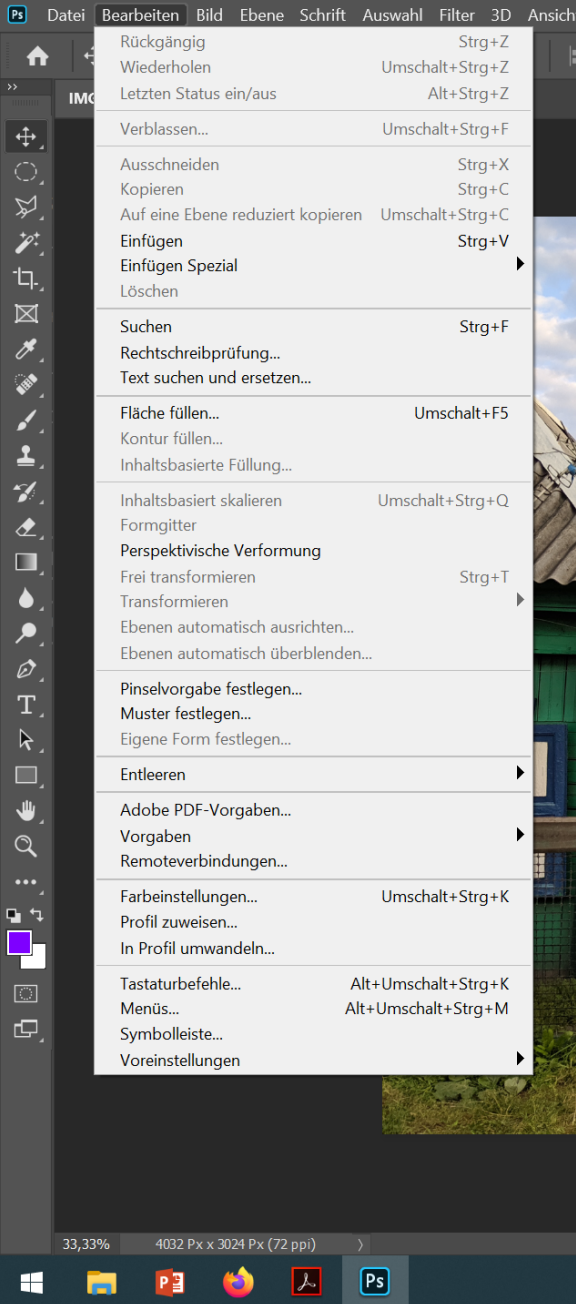 Ps Datei Bearbeiten Bild Ebene Schrift Auswahl Filter 3D Ansich
IMG
Rückgängig Strg+Z
Wiederholen Umschalt+Strg+Z
Letzten Status ein/aus Alt+Strg+Z
Verblassen... Umschalt+Strg+F
Ausschneiden Strg+X
Kopieren Strg+C
Auf eine Ebene reduziert kopieren Umschalt+Strg+C
Einfügen Strg+V
Einfügen Spezial
Löschen
Suchen Strg+F
Rechtschreibprüfung...
Text suchen und ersetzen...
Fläche füllen... Umschalt+F5
Kontur füllen...
Inhaltsbasierte Füllung...
Inhaltsbasiert skalieren Umschalt+Strg+Q
Formgitter
Perspektivische Verformung
Frei transformieren Strg+T
Transformieren
Ebenen automatisch ausrichten...
Ebenen automatisch überblenden...
Pinselvorgabe festlegen...
Muster festlegen...
Eigene Form festlegen...
Entleeren
Adobe PDF-Vorgaben...
Vorgaben
Remoteverbindungen...
Farbeinstellungen... Umschalt+Strg+K
Profil zuweisen...
In Profil umwandeln...
Tastaturbefehle... Alt+Umschalt+Strg+K
Menüs... Alt+Umschalt+Strg+M
Symbolleiste...
Voreinstellungen
33,33% 4032 Px x 3024 Px (72 ppi)
Ps